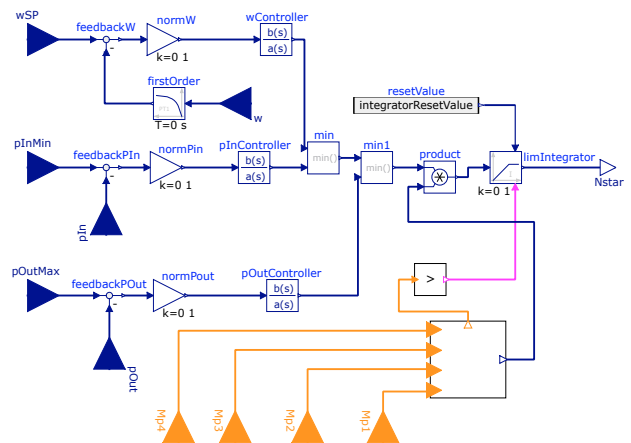 wSP
feedbackW
normW
wController
b(s)
a(s)
-
k=0 1
firstOrder
PT1
T=0 s
w
resetValue
integratorResetValue
pInMin
feedbackPIn
normPin
pInController
b(s)
a(s)
min
min()
min1
min()
product
limIntegrator
I
k=0 1
Nstar
-
k=0 1
pIn
pOutMax
feedbackPOut
normPout
pOutController
b(s)
a(s)
-
k=0 1
>
pOut
Mp4
Mp3
Mp2
Mp1